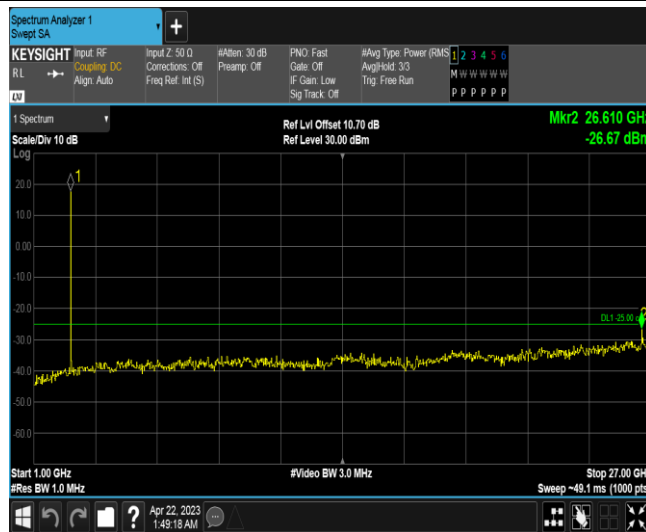 Spectrum Analyzer 1
Swept SA
KEYSIGHT
RL
LXI
Input: RF
Coupling: DC
Align: Auto
Input Z: 50 Ω
Corrections: Off
Freq Ref: Int (S)
#Atten: 30 dB
Preamp: Off
PNO: Fast
Gate: Off
IF Gain: Low
Sig Track: Off
#Avg Type: Power (RMS
Avg|Hold: 3/3
Trig: Free Run
1 2 3 4 5 6
M W W W W W
P P P P P P
1 Spectrum
Scale/Div 10 dB
Log
Ref Lvl Offset 10.70 dB
Ref Level 30.00 dBm
Mkr2 26.610 GHz
-26.67 dBm
1
20.0
10.0
0.00
-10.0
-20.0
DL1 -25.00
-30.0
-40.0
-50.0
-60.0
Start 1.00 GHz
#Res BW 1.0 MHz
#Video BW 3.0 MHz
Stop 27.00 GH
Sweep ~49.1 ms (1000 pts
?
Apr 22, 2023
1:49:18 AM